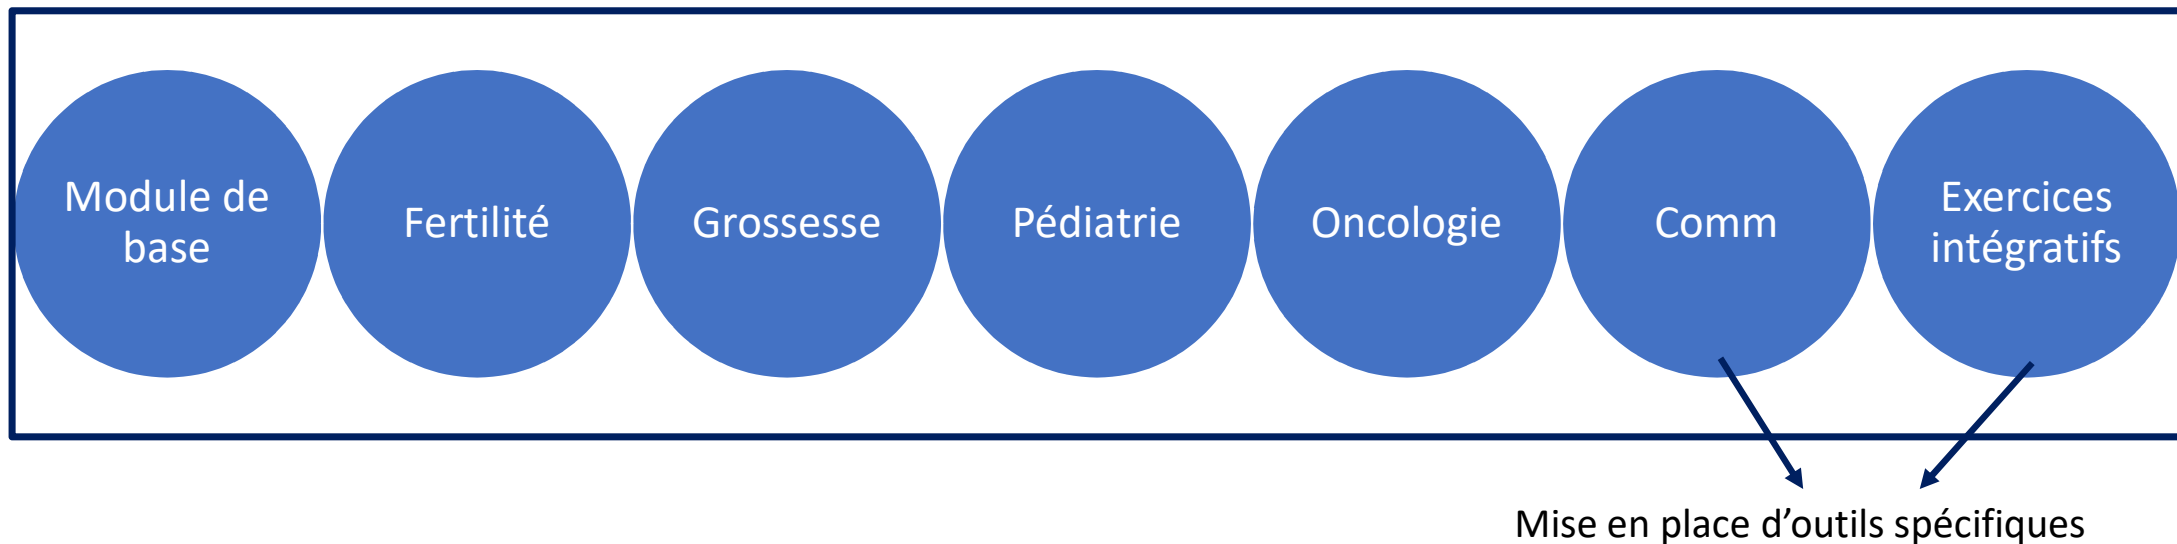 Module de
base
Fertilité
Grossesse
Pédiatrie
Oncologie
Comm
Exercices
intégratifs
Mise en place d’outils spécifiques